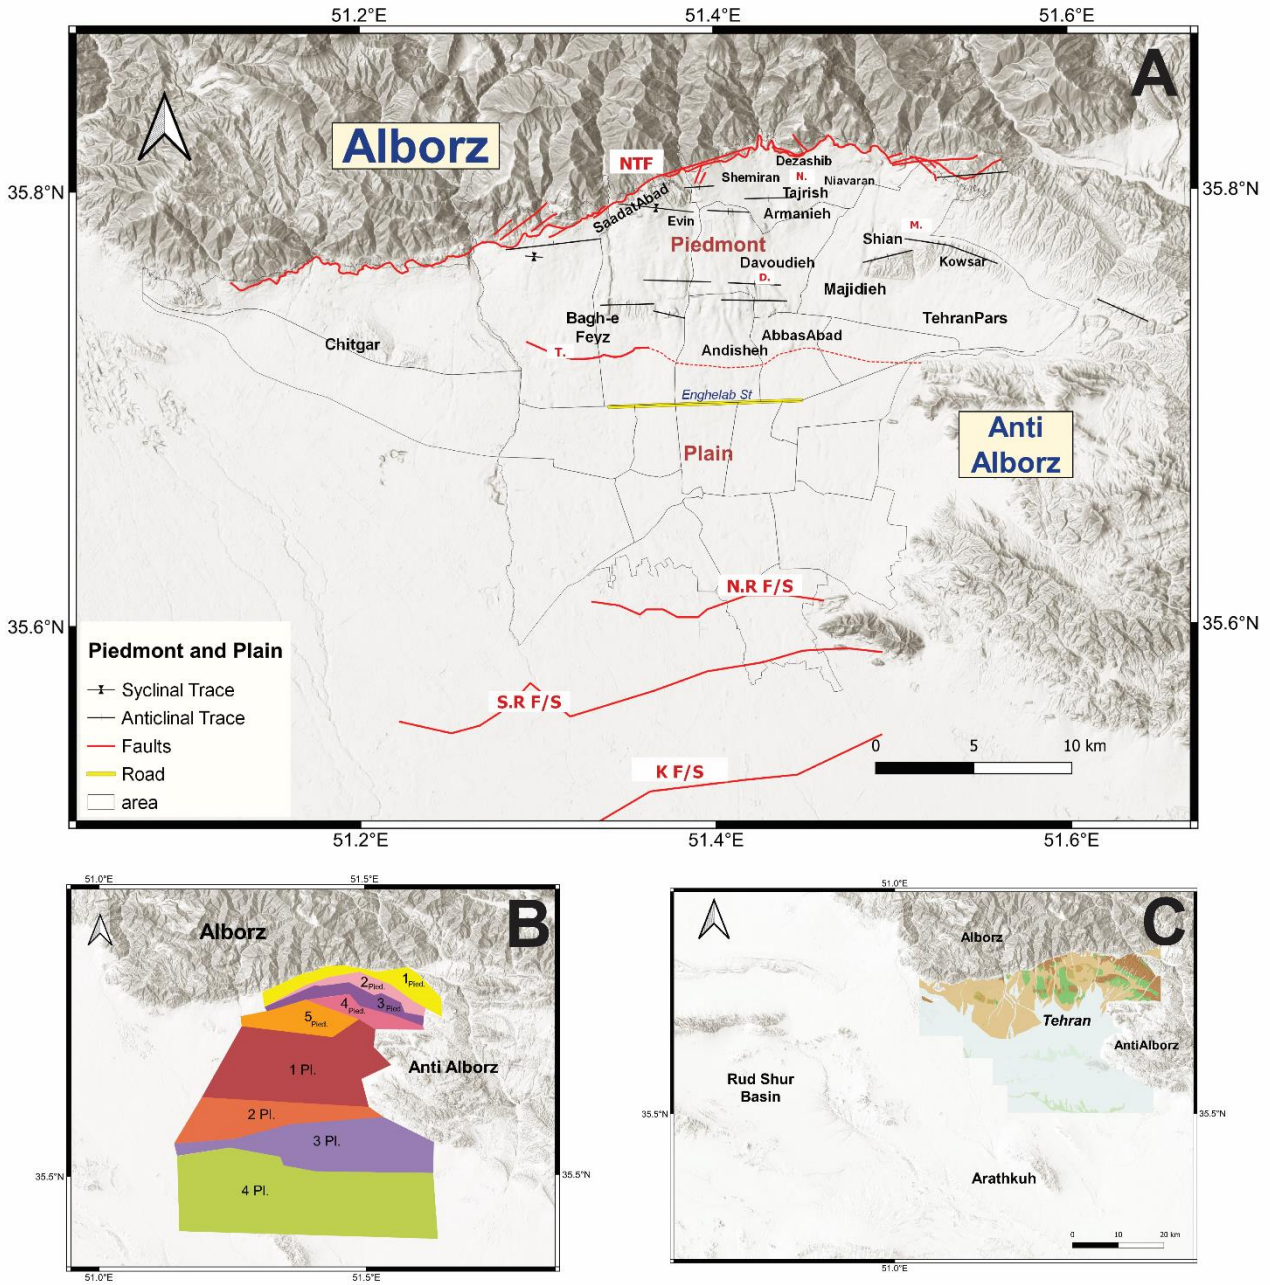 51.2°E
51.4°E
51.6°E
A
Alborz
NTF
Dezashib
Shemiran
N.
Niavaran
Tajrish
SaadatAbad
Evin
Armanieh
35.8°N
35.8°N
Piedmont
M.
Shian
Kowsar
Davoudieh
D.
Majidieh
Bagh-e
Feyz
TehranPars
AbbasAbad
Chitgar
T.
Andisheh
Enghelab St
Plain
Anti
Alborz
N.R F/S
35.6°N
35.6°N
Piedmont and Plain
Syclinal Trace
Anticlinal Trace
Faults
Road
area
S.R F/S
K F/S
0 5 10 km
51.2°E
51.4°E
51.6°E
51.0°E
51.5°E
B
Alborz
1Pied.
2Pied.
3Pied.
4Pied.
5Pied.
1 Pl.
Anti Alborz
2 Pl.
3 Pl.
4 Pl.
35.5°N
35.5°N
51.0°E
51.5°E
51.0°E
C
Alborz
Tehran
AntiAlborz
Rud Shur
Basin
35.5°N
35.5°N
Arathkuh
0 10 20 km
51.0°E